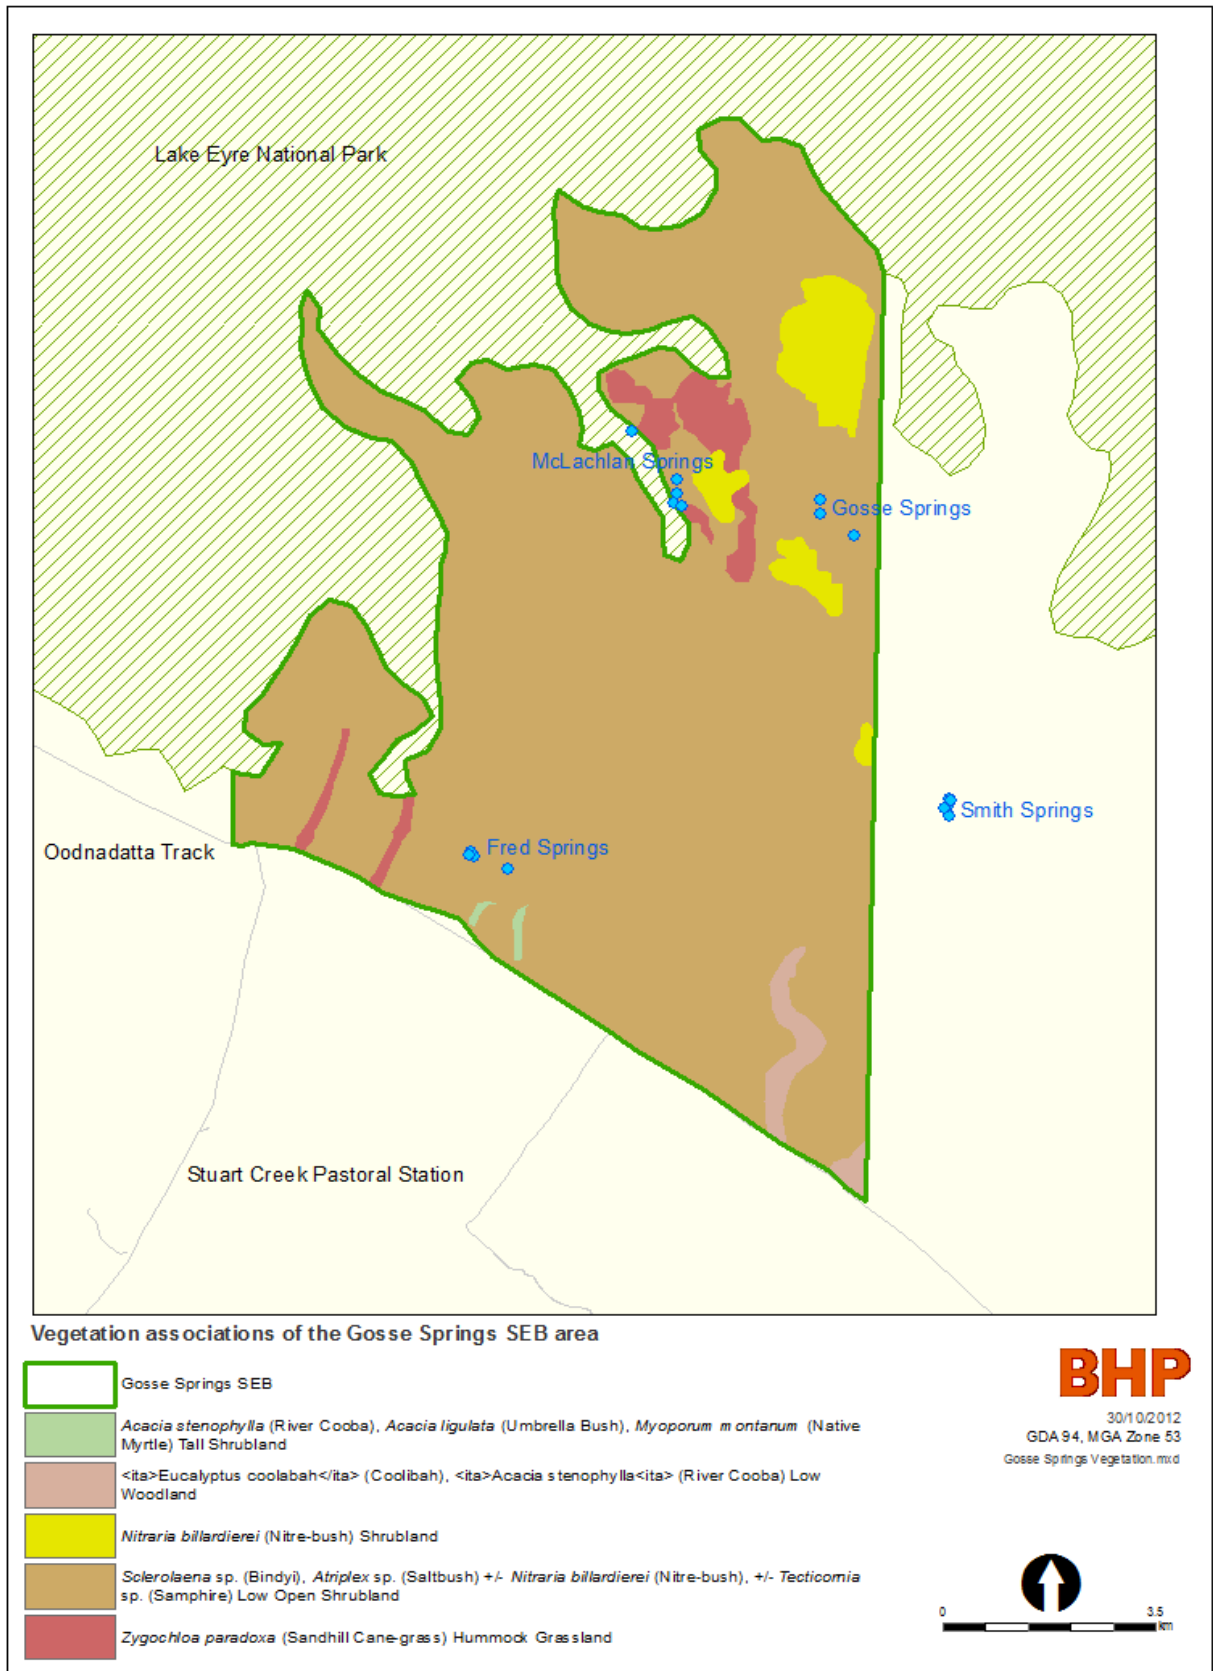 Lake Eyre National Park
McLachlan Springs
Gosse Springs
Smith Springs
Fred Springs
Oodnadatta Track
Stuart Creek Pastoral Station
Vegetation associations of the Gosse Springs SEB area
Gosse Springs SEB
Acacia stenophylla (River Cooba), Acacia ligulata (Umbrella Bush), Myoporum montanum (Native
Myrtle) Tall Shrubland
<ita>Eucalyptus coolabah</ita> (Coolibah), <ita>Acacia stenophylla<ita> (River Cooba) Low
Woodland
Nitraria billardierei (Nitre-bush) Shrubland
Sclerolaena sp. (Bindyi), Atriplex sp. (Saltbush) +/- Nitraria billardierei (Nitre-bush), +/- Tecticornia
sp. (Samphire) Low Open Shrubland
Zygochloa paradoxa (Sandhill Cane-grass) Hummock Grassland
BHP
30/10/2012
GDA 94, MGA Zone 53
Gosse Springs Vegetation.mxd
0 3.5
km